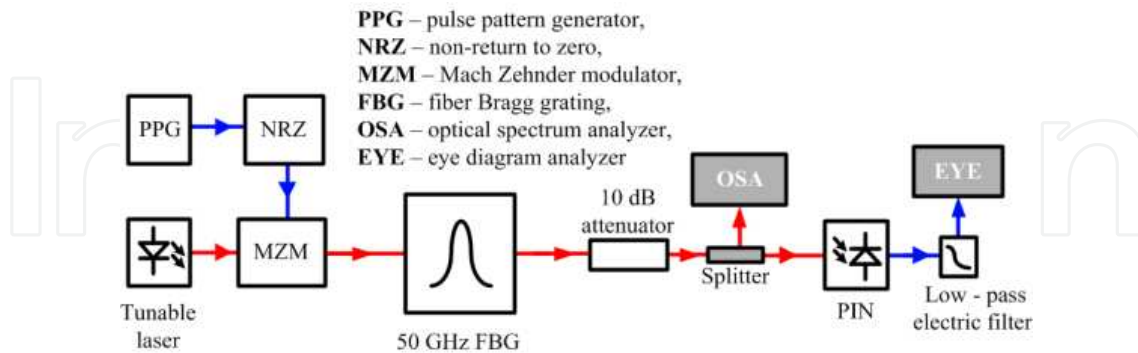 PPG – pulse pattern generator,
NRZ – non-return to zero,
MZM – Mach Zehnder modulator,
FBG – fiber Bragg grating,
OSA – optical spectrum analyzer,
EYE – eye diagram analyzer
PPG
NRZ
OSA
EYE
10 dB
attenuator
MZM
Splitter
Tunable
laser
50 GHz FBG
PIN
Low - pass
electric filter